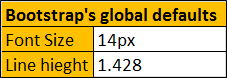 Bootstrap's global defaults
Font Size 14px
Line hieght 1.428